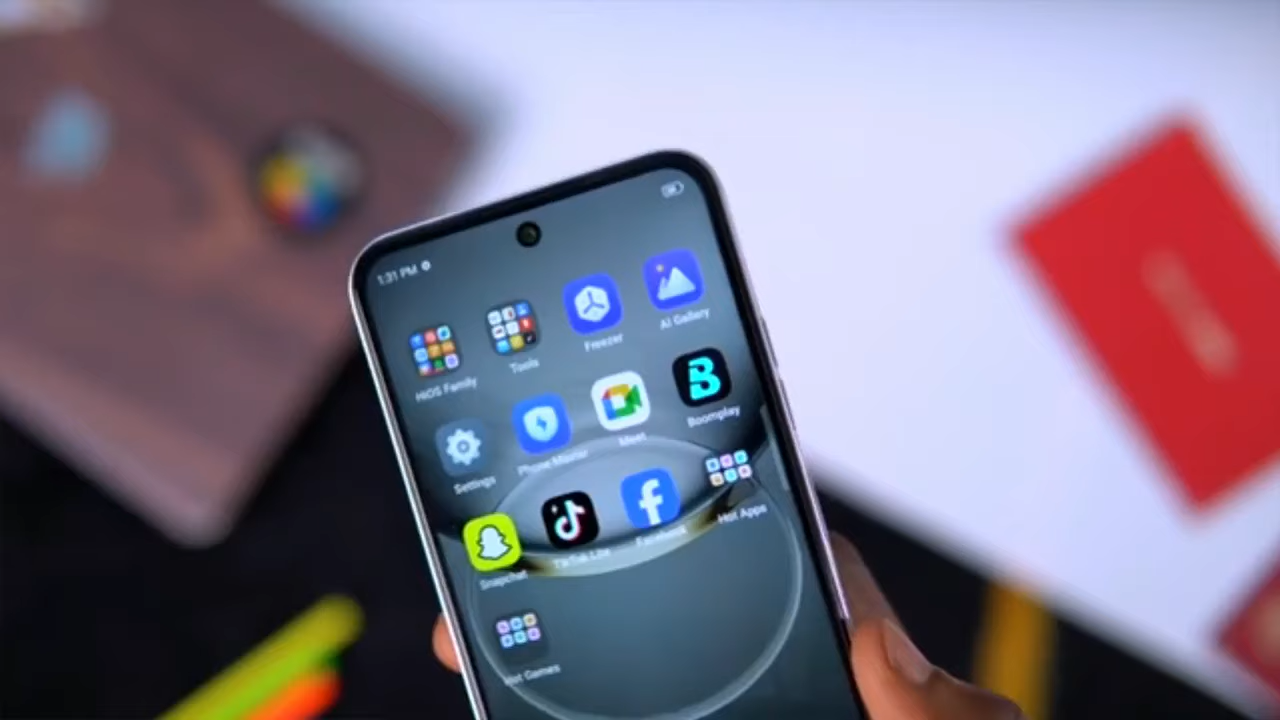 1:31 PM
HiOS Family
Tools
Freezer
AI Gallery
Settings
Phone Master
Meet
Boomplay
Snapchat
TikTok Lite
Facebook
Hot Apps
Hot Games